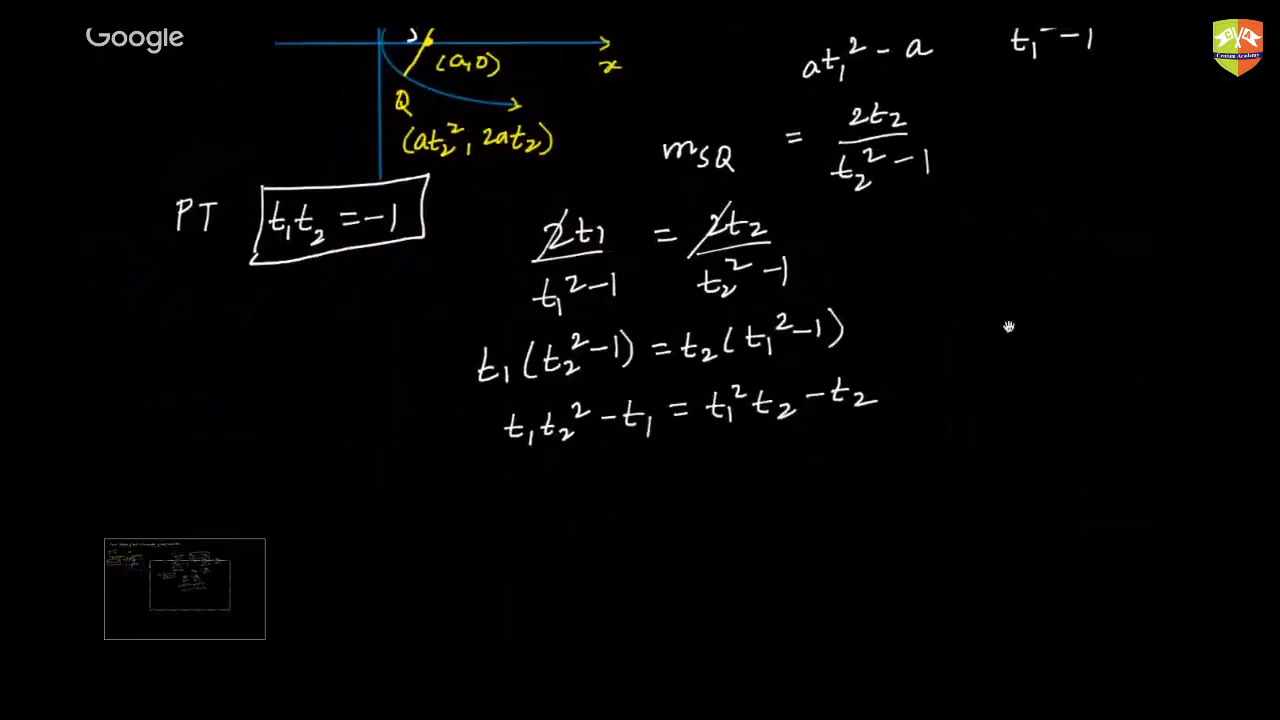 Google
S
(a,0)
x
Q
(at₂², 2at₂)
at₁² - a
t₁² - 1
m_SQ = 2t₂ / t₂² - 1
PT t₁t₂ = -1
2t₁ / t₁² - 1 = 2t₂ / t₂² - 1
t₁(t₂² - 1) = t₂(t₁² - 1)
t₁t₂² - t₁ = t₁²t₂ - t₂